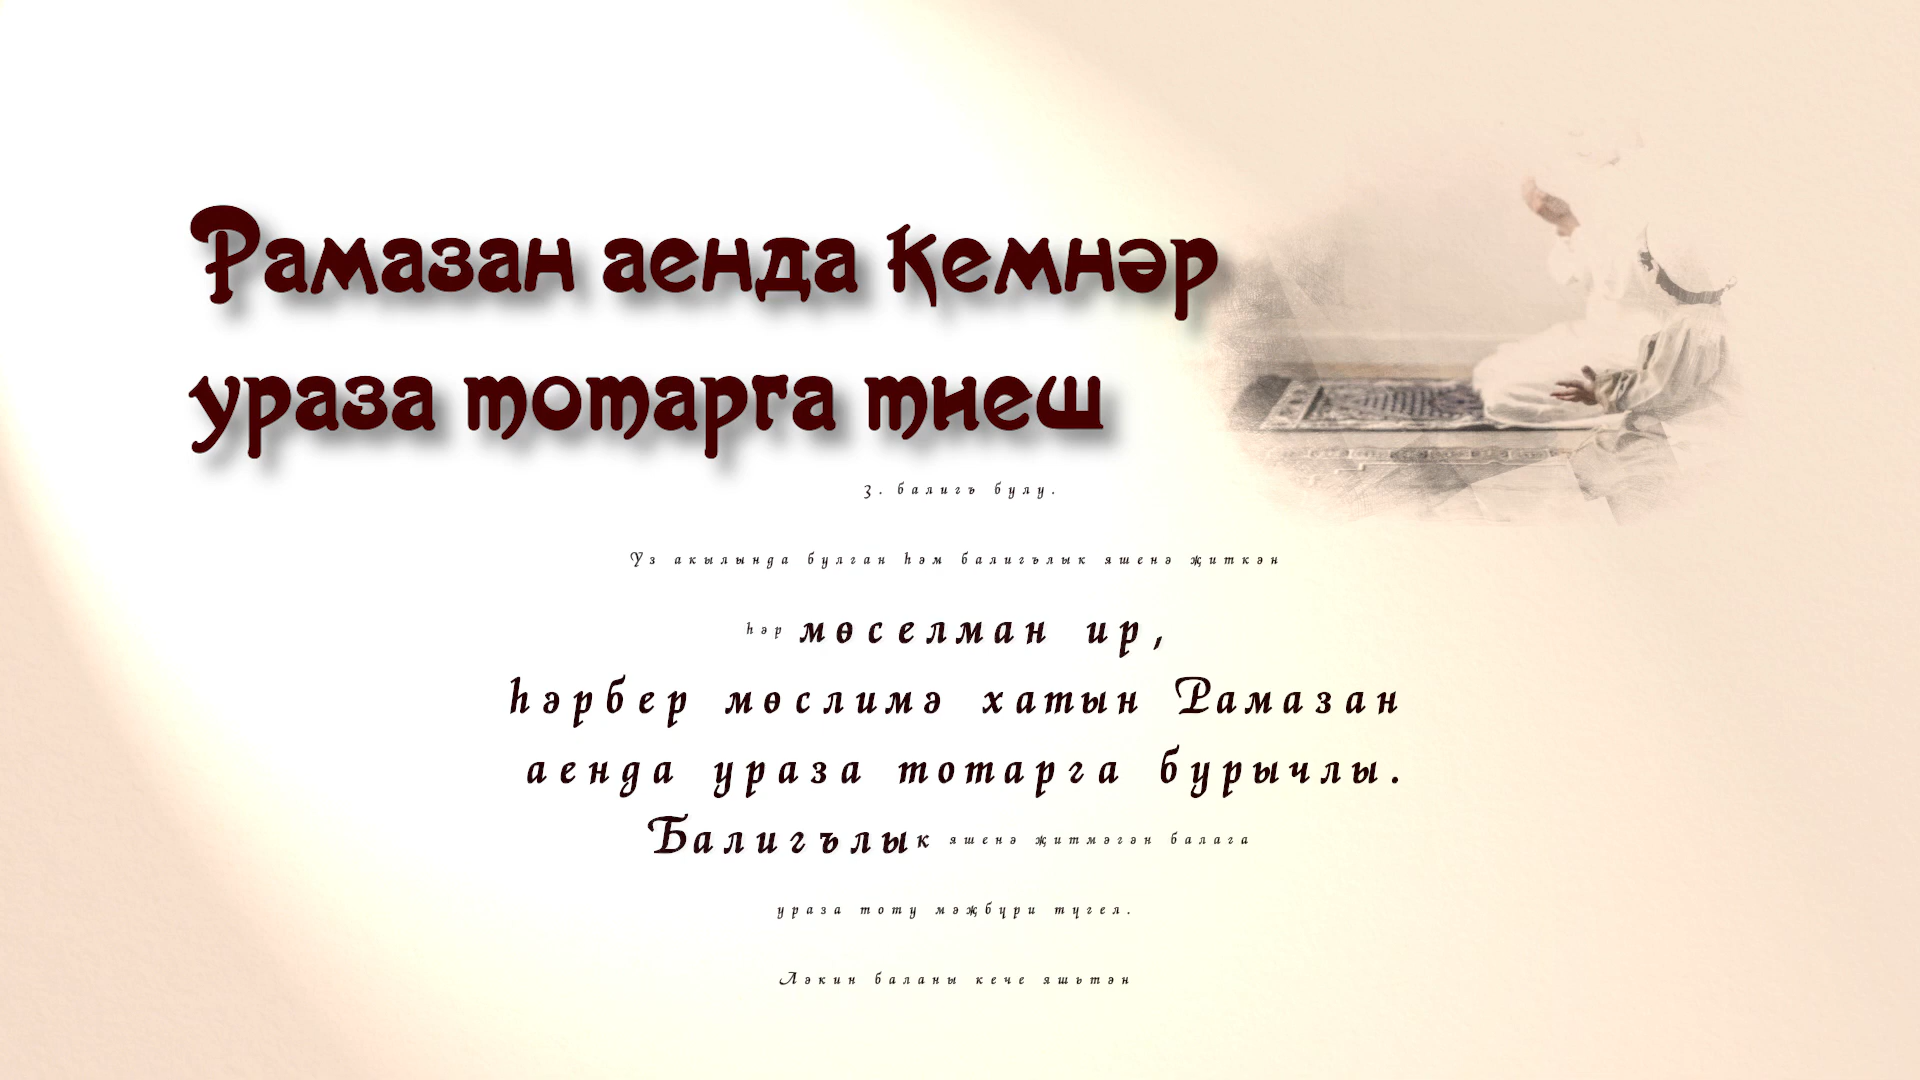 Рамазан аенда кемнәр
ураза тотарга тиеш
3. балигъ булу.
Үз акылында булган һәм балигълык яшенә җиткән
һәр мөселман ир,
һәрбер мөслимә хатын Рамазан
аенда ураза тотарга бурычлы.
Балигълык яшенә җитмәгән балага
ураза тоту мәҗбүри түгел.
Ләкин баланы кече яшьтән